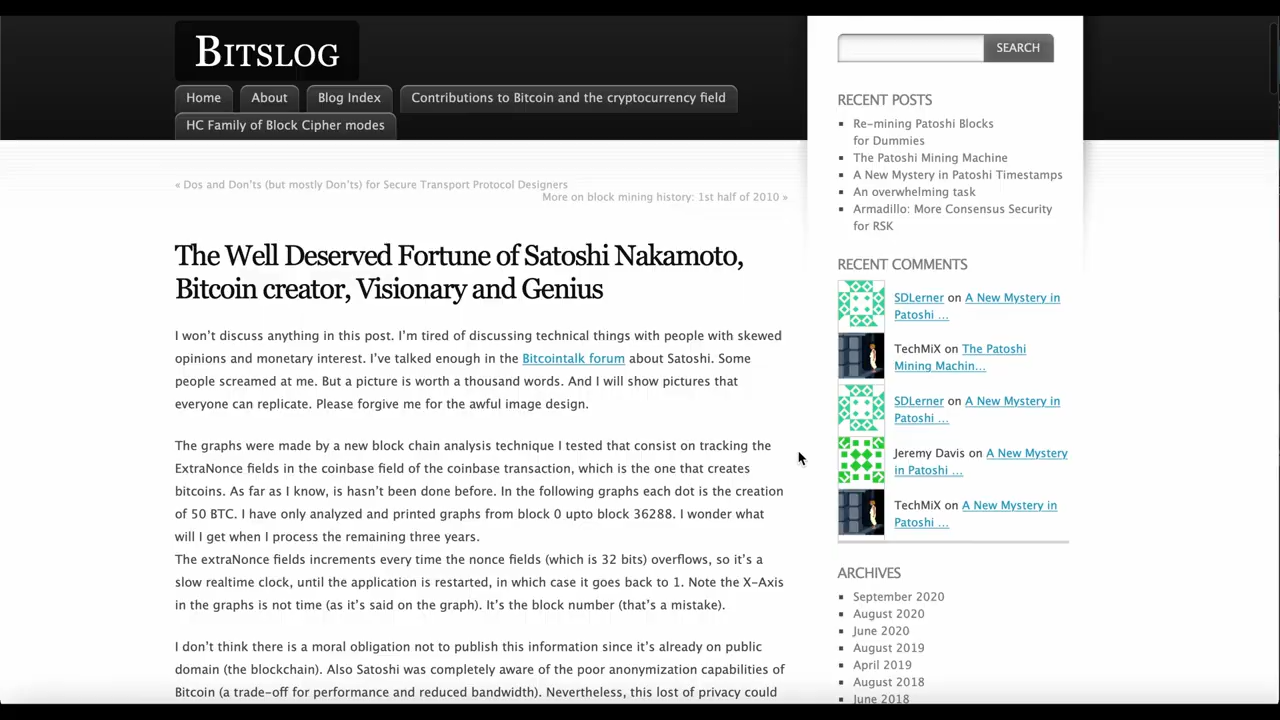 BITSLOG
Home
About
Blog Index
Contributions to Bitcoin and the cryptocurrency field
HC Family of Block Cipher modes
« Dos and Don'ts (but mostly Don'ts) for Secure Transport Protocol Designers
More on block mining history: 1st half of 2010 »
The Well Deserved Fortune of Satoshi Nakamoto,
Bitcoin creator, Visionary and Genius
I won't discuss anything in this post. I'm tired of discussing technical things with people with skewed
opinions and monetary interest. I've talked enough in the Bitcointalk forum about Satoshi. Some
people screamed at me. But a picture is worth a thousand words. And I will show pictures that
everyone can replicate. Please forgive me for the awful image design.
The graphs were made by a new block chain analysis technique I tested that consist on tracking the
ExtraNonce fields in the coinbase field of the coinbase transaction, which is the one that creates
bitcoins. As far as I know, is hasn't been done before. In the following graphs each dot is the creation
of 50 BTC. I have only analyzed and printed graphs from block 0 upto block 36288. I wonder what
will I get when I process the remaining three years.
The extraNonce fields increments every time the nonce fields (which is 32 bits) overflows, so it's a
slow realtime clock, until the application is restarted, in which case it goes back to 1. Note the X-Axis
in the graphs is not time (as it's said on the graph). It's the block number (that's a mistake).
I don't think there is a moral obligation not to publish this information since it's already on public
domain (the blockchain). Also Satoshi was completely aware of the poor anonymization capabilities of
Bitcoin (a trade-off for performance and reduced bandwidth). Nevertheless, this lost of privacy could
SEARCH
RECENT POSTS
Re-mining Patoshi Blocks
for Dummies
The Patoshi Mining Machine
A New Mystery in Patoshi Timestamps
An overwhelming task
Armadillo: More Consensus Security
for RSK
RECENT COMMENTS
SDLerner on A New Mystery in
Patoshi …
TechMiX on The Patoshi
Mining Machin…
SDLerner on A New Mystery in
Patoshi …
Jeremy Davis on A New Mystery
in Patoshi …
TechMiX on A New Mystery in
Patoshi …
ARCHIVES
September 2020
August 2020
June 2020
August 2019
April 2019
August 2018
June 2018